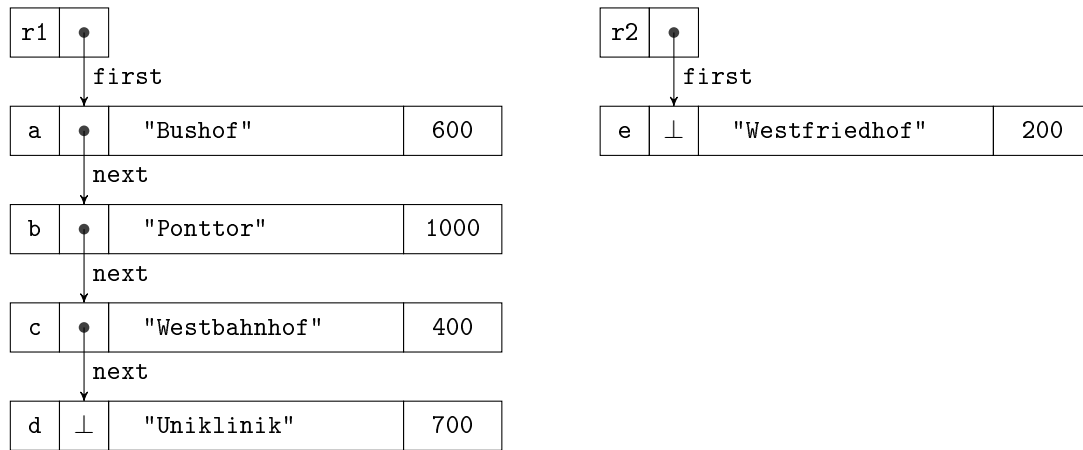 r1
first
a "Bushof" 600
next
b "Ponttor" 1000
next
c "Westbahnhof" 400
next
d ⊥ "Uniklinik" 700
r2
first
e ⊥ "Westfriedhof" 200